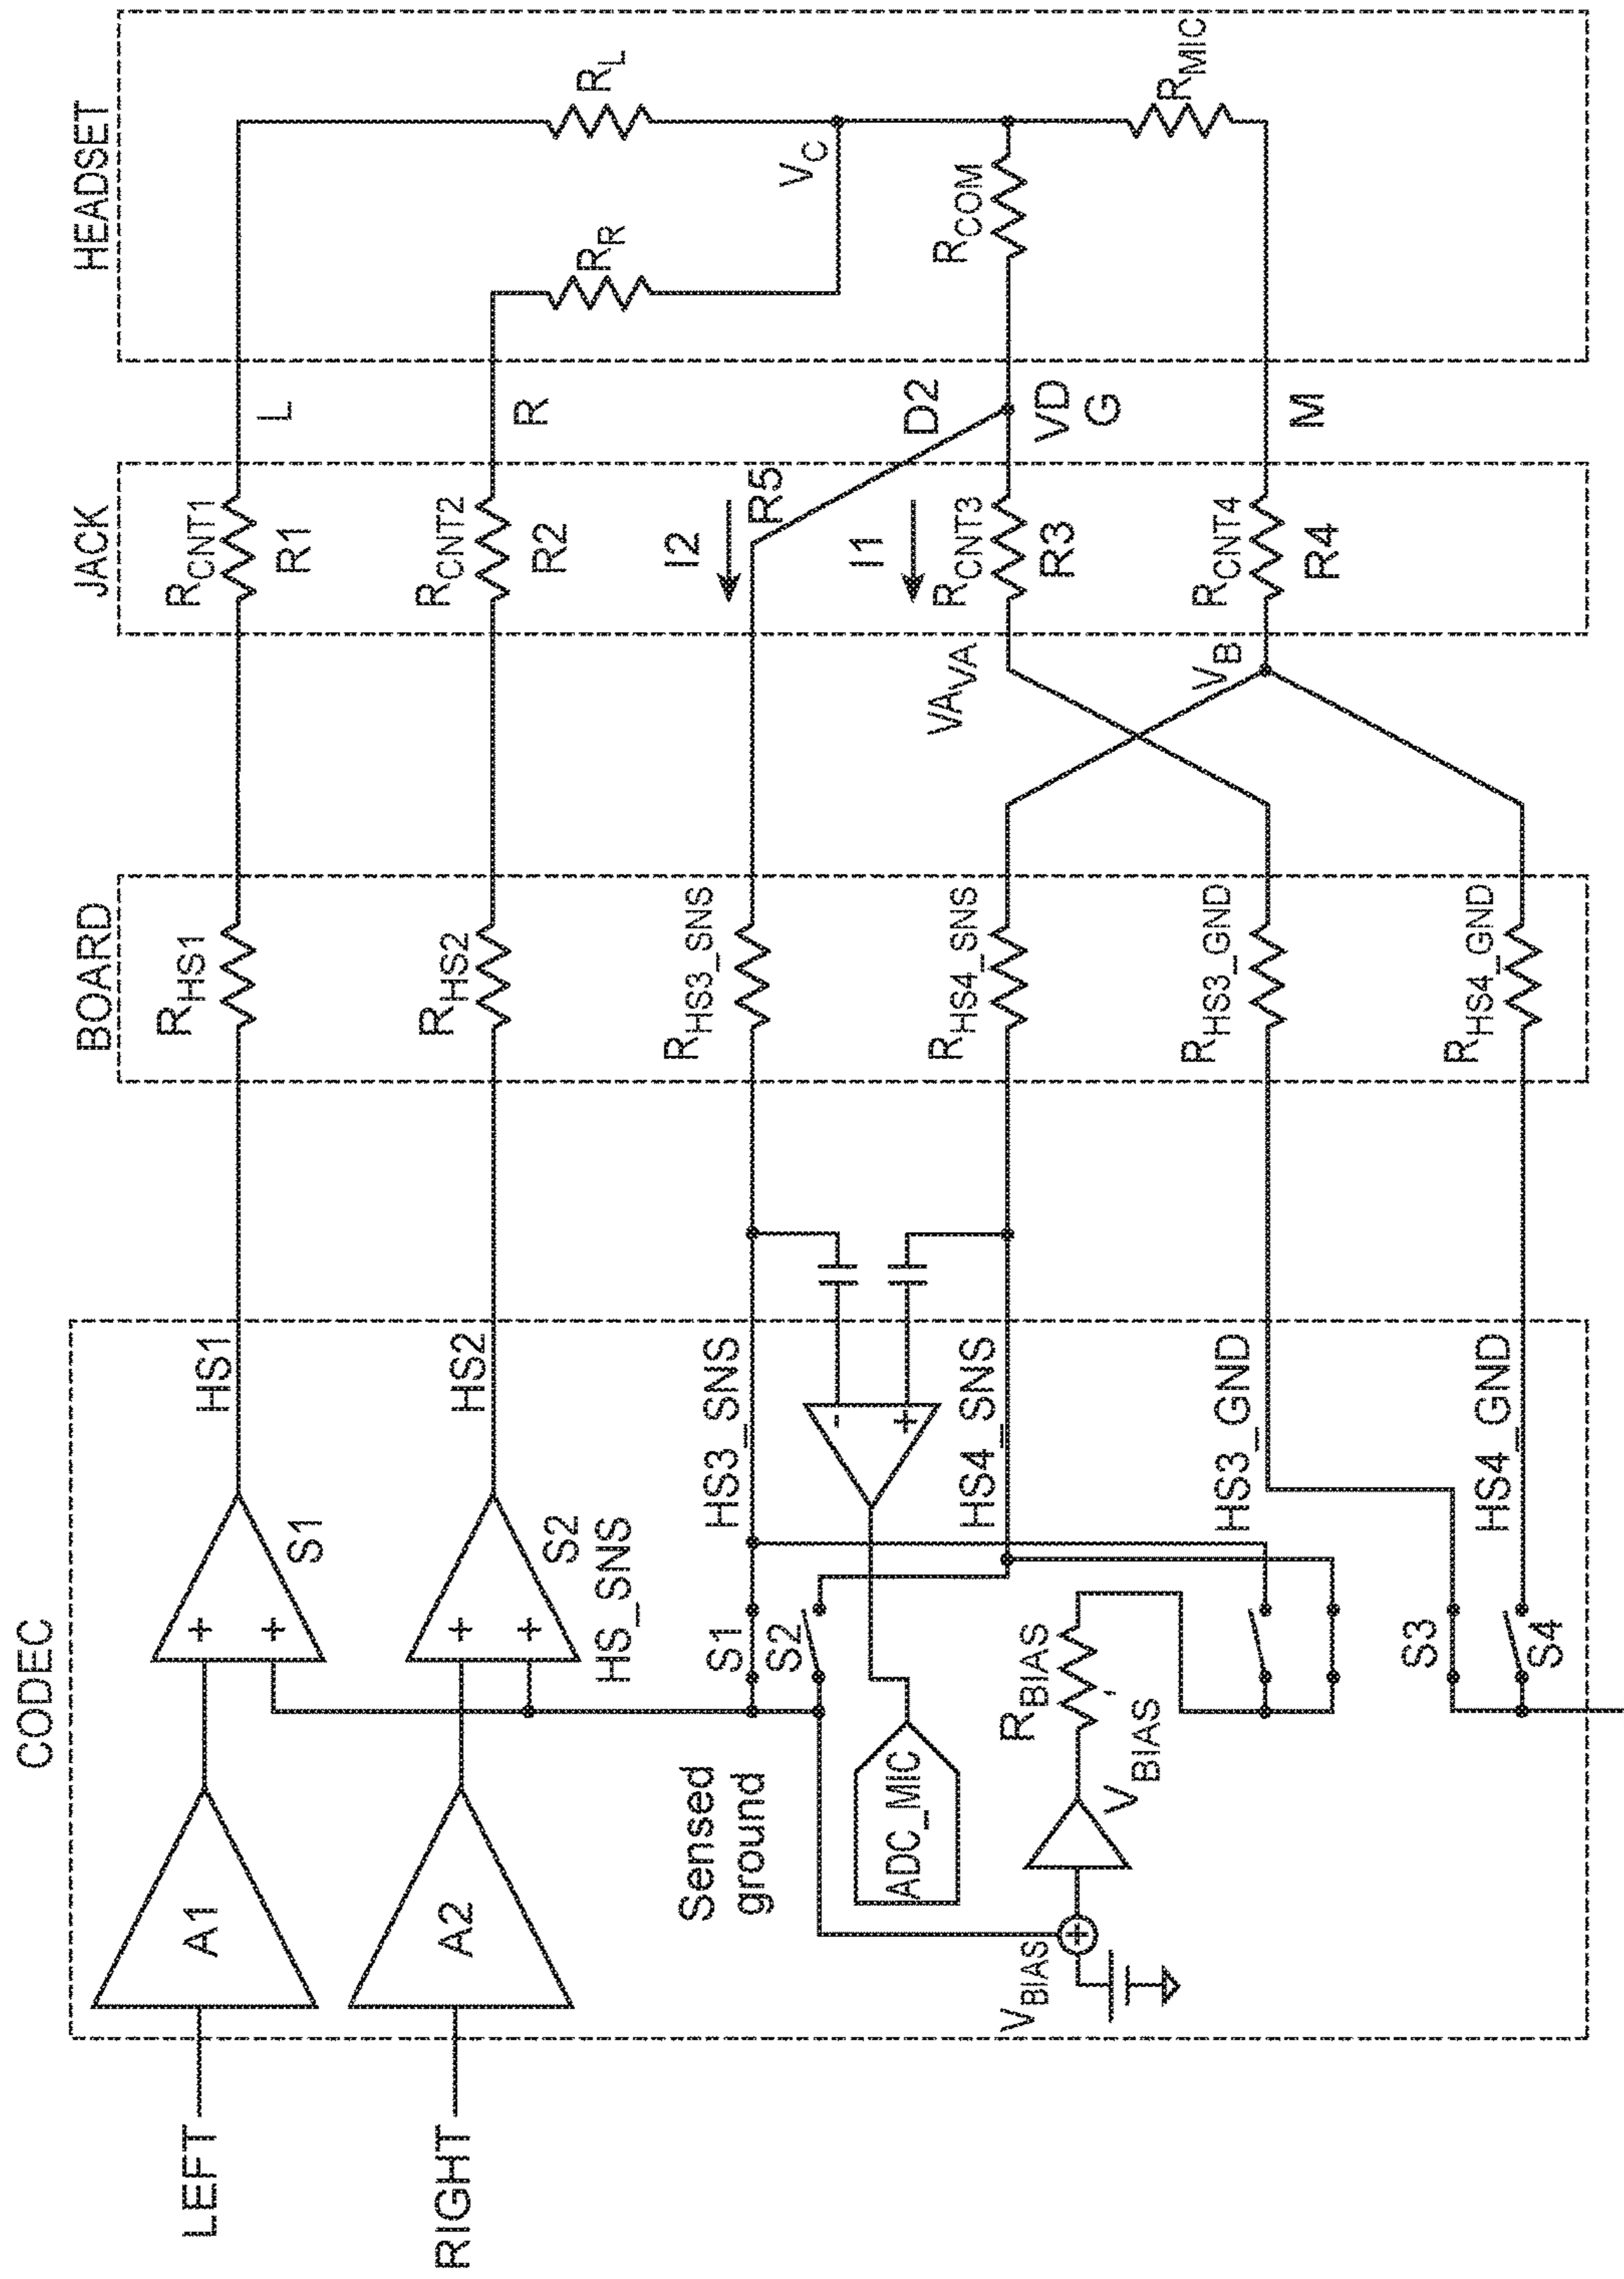 HEADSET
R_L
R_R
V_C
R_COM
R_MIC
L
R
D2
VD
G
M
JACK
R_CNT1
R1
R_CNT2
R2
I2
R5
I1
R_CNT3
R3
R_CNT4
R4
VA_VA
V_B
BOARD
R_HS1
R_HS2
R_HS3_SNS
R_HS4_SNS
R_HS3_GND
R_HS4_GND
CODEC
HS1
HS2
HS3_SNS
HS4_SNS
HS3_GND
HS4_GND
+
+
S1
+
+
S2
HS_SNS
-
+
S1
S2
S3
S4
R_BIAS
V_BIAS'
Sensed
ground
ADC_MIC
+
V_BIAS
A1
A2
LEFT
RIGHT